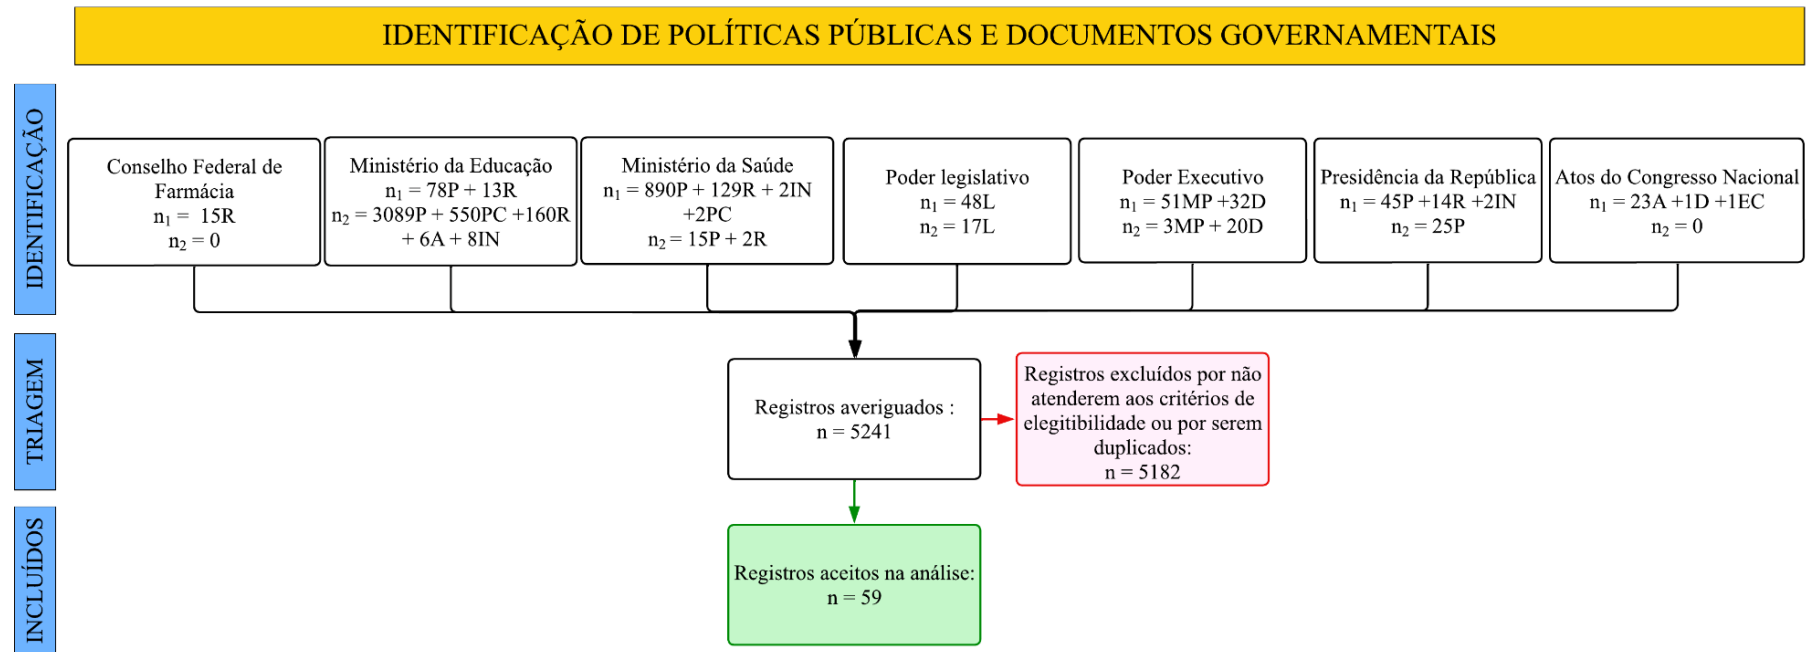 IDENTIFICAÇÃO DE POLÍTICAS PÚBLICAS E DOCUMENTOS GOVERNAMENTAIS
IDENTIFICAÇÃO
Conselho Federal de
Farmácia
n₁ = 15R
n₂ = 0
Ministério da Educação
n₁ = 78P + 13R
n₂ = 3089P + 550PC +160R
+ 6A + 8IN
Ministério da Saúde
n₁ = 890P + 129R + 2IN
+2PC
n₂ = 15P + 2R
Poder legislativo
n₁ = 48L
n₂ = 17L
Poder Executivo
n₁ = 51MP +32D
n₂ = 3MP + 20D
Presidência da República
n₁ = 45P +14R +2IN
n₂ = 25P
Atos do Congresso Nacional
n₁ = 23A +1D +1EC
n₂ = 0
TRIAGEM
Registros averiguados :
n = 5241
Registros excluídos por não
atenderem aos critérios de
elegitibilidade ou por serem
duplicados:
n = 5182
INCLUÍDOS
Registros aceitos na análise:
n = 59